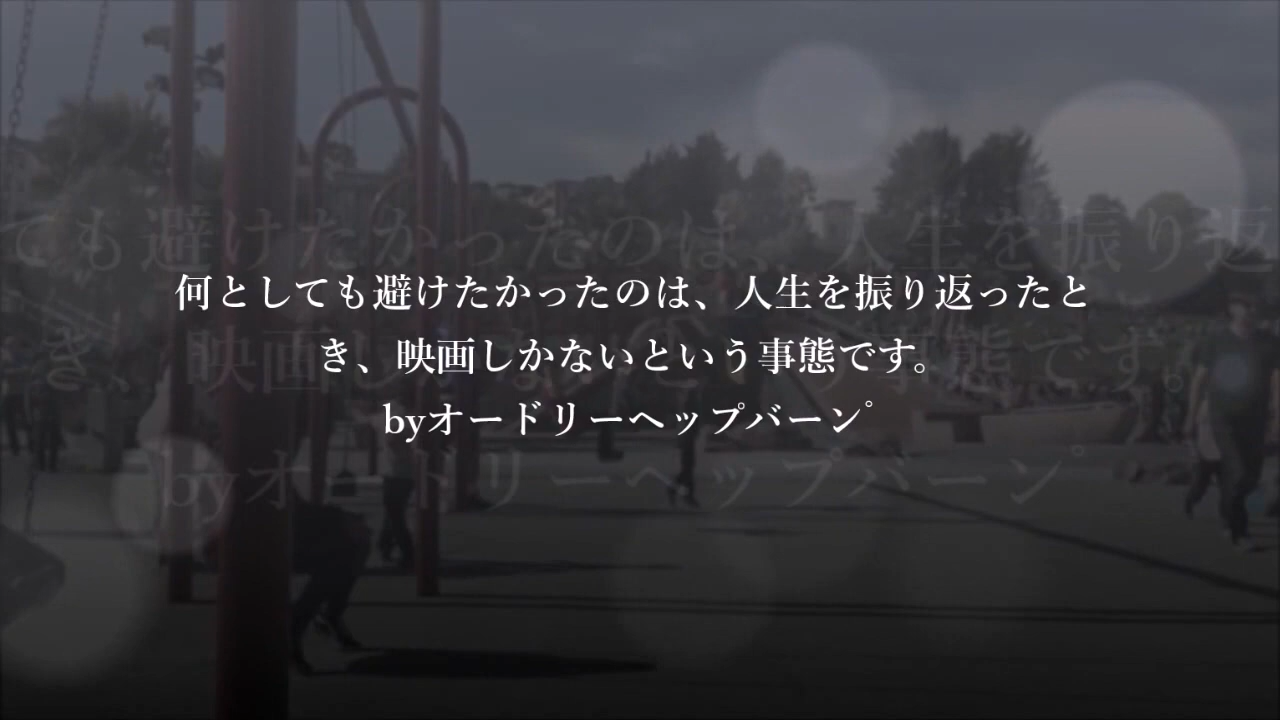 何としても避けたかったのは、人生を振り返ったと
き、映画しかないという事態です。
byオードリーヘップバーン゜